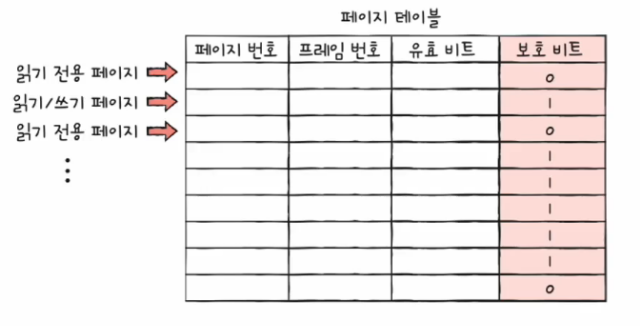 페이지 테이블
페이지 번호 프레임 번호 유효 비트 보호 비트
읽기 전용 페이지 0
읽기/쓰기 페이지 1
읽기 전용 페이지 0
1
1
1
1
1
0